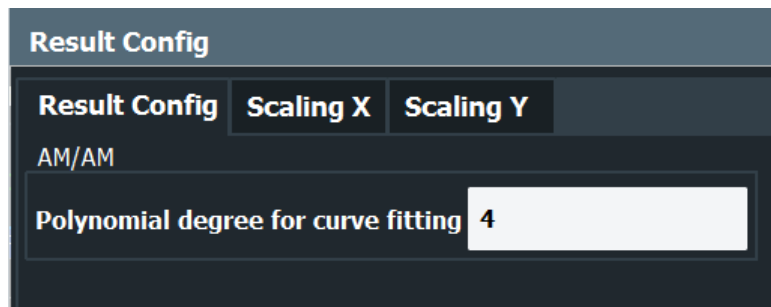 Result Config
Result Config Scaling X Scaling Y
AM/AM
Polynomial degree for curve fitting 4